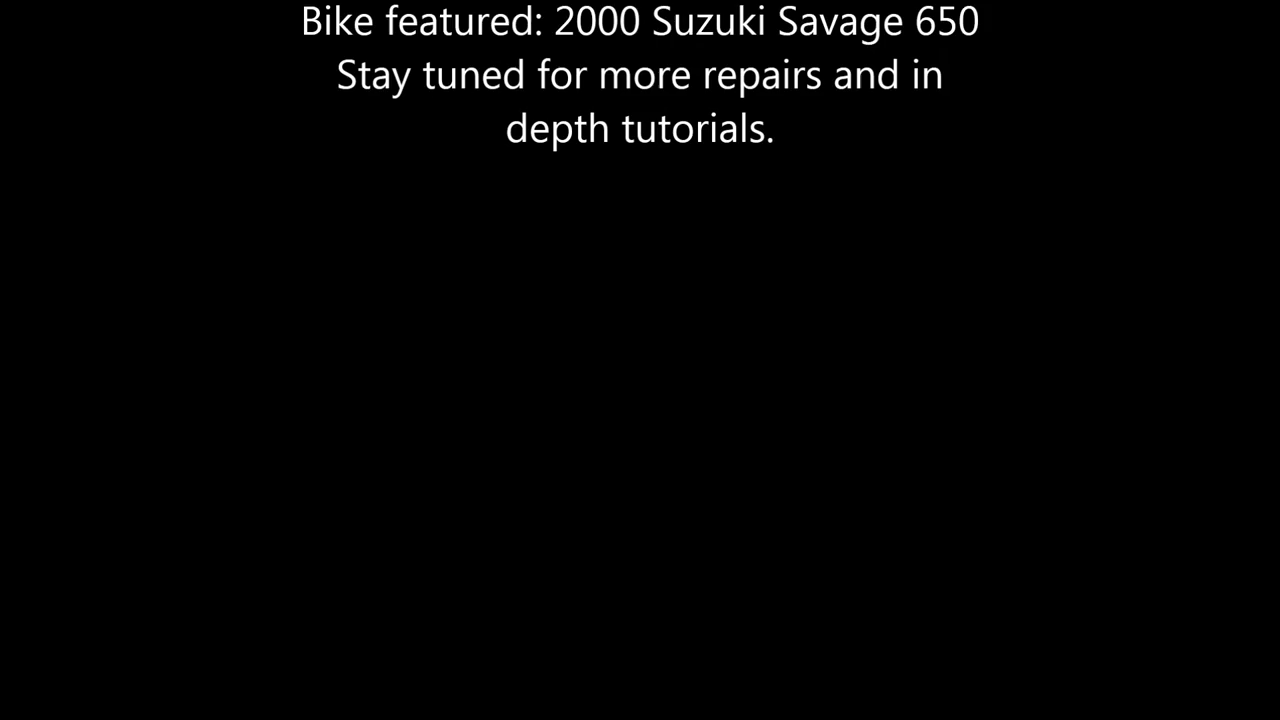 Bike featured: 2000 Suzuki Savage 650
Stay tuned for more repairs and in
depth tutorials.